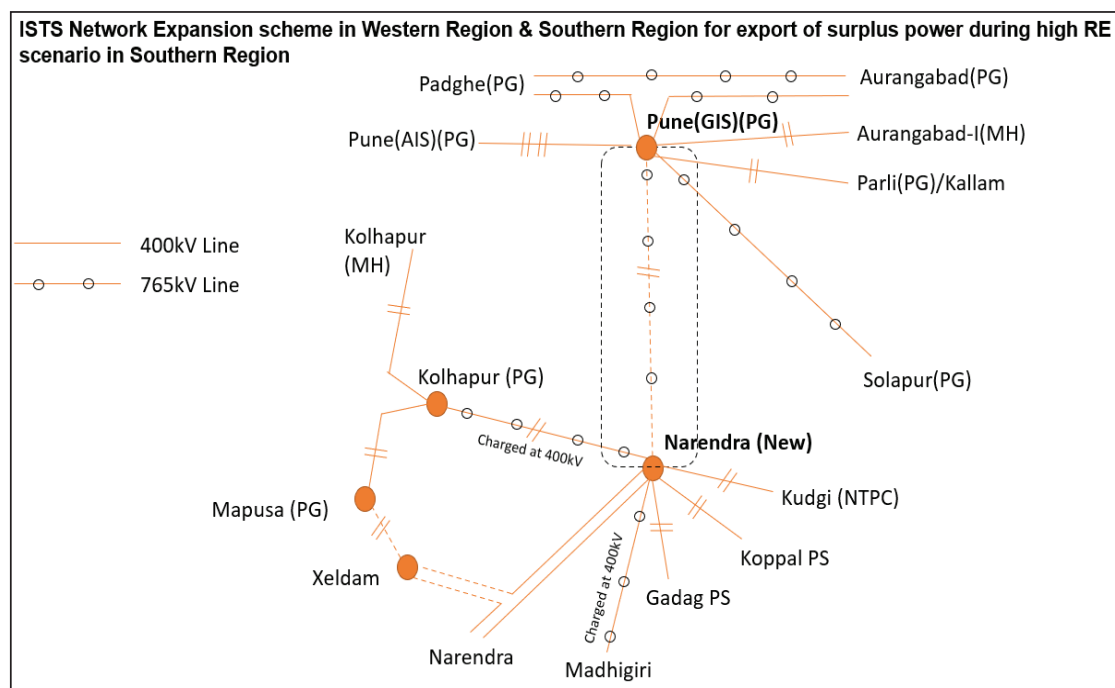 ISTS Network Expansion scheme in Western Region & Southern Region for export of surplus power during high RE
scenario in Southern Region
Padghe(PG)
Aurangabad(PG)
Pune(GIS)(PG)
Pune(AIS)(PG)
Aurangabad-I(MH)
Parli(PG)/Kallam
400kV Line
765kV Line
Kolhapur
(MH)
Solapur(PG)
Kolhapur (PG)
Charged at 400kV
Narendra (New)
Kudgi (NTPC)
Mapusa (PG)
Koppal PS
Xeldam
Charged at 400kV
Gadag PS
Narendra
Madhigiri